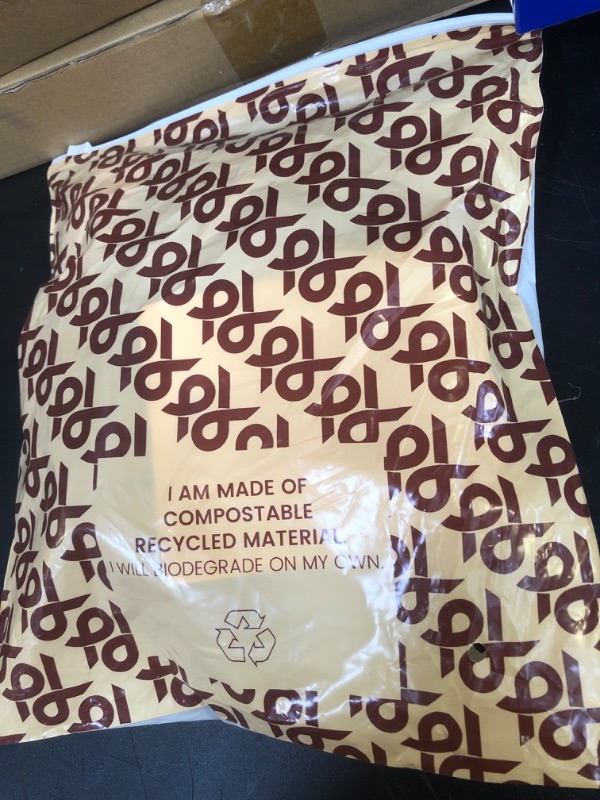 I AM MADE OF
COMPOSTABLE
RECYCLED MATERIAL.
I WILL BIODEGRADE ON MY OWN.